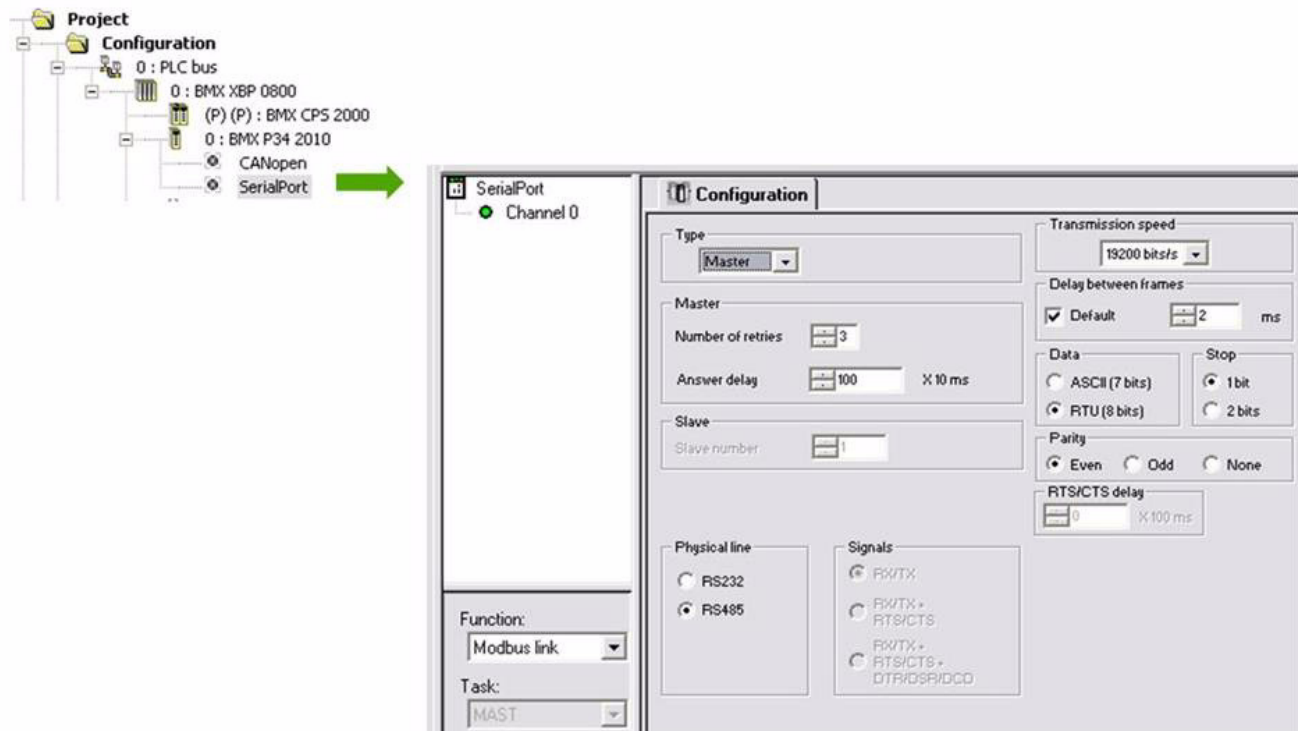 Project
Configuration
0 : PLC bus
0 : BMX XBP 0800
(P) (P) : BMX CPS 2000
0 : BMX P34 2010
CANopen
SerialPort
SerialPort
Channel 0
Function:
Modbus link
Task:
MAST
Configuration
Type
Master
Master
Number of retries 3
Answer delay 100 X 10 ms
Slave
Slave number 1
Physical line
RS232
RS485
Signals
RX/TX
RX/TX +
RTS/CTS
RX/TX +
RTS/CTS +
DTR/DSR/DCD
Transmission speed
19200 bits/s
Delay between frames
Default 2 ms
Data
ASCII (7 bits)
RTU (8 bits)
Stop
1 bit
2 bits
Parity
Even Odd None
RTS/CTS delay
0 X 100 ms